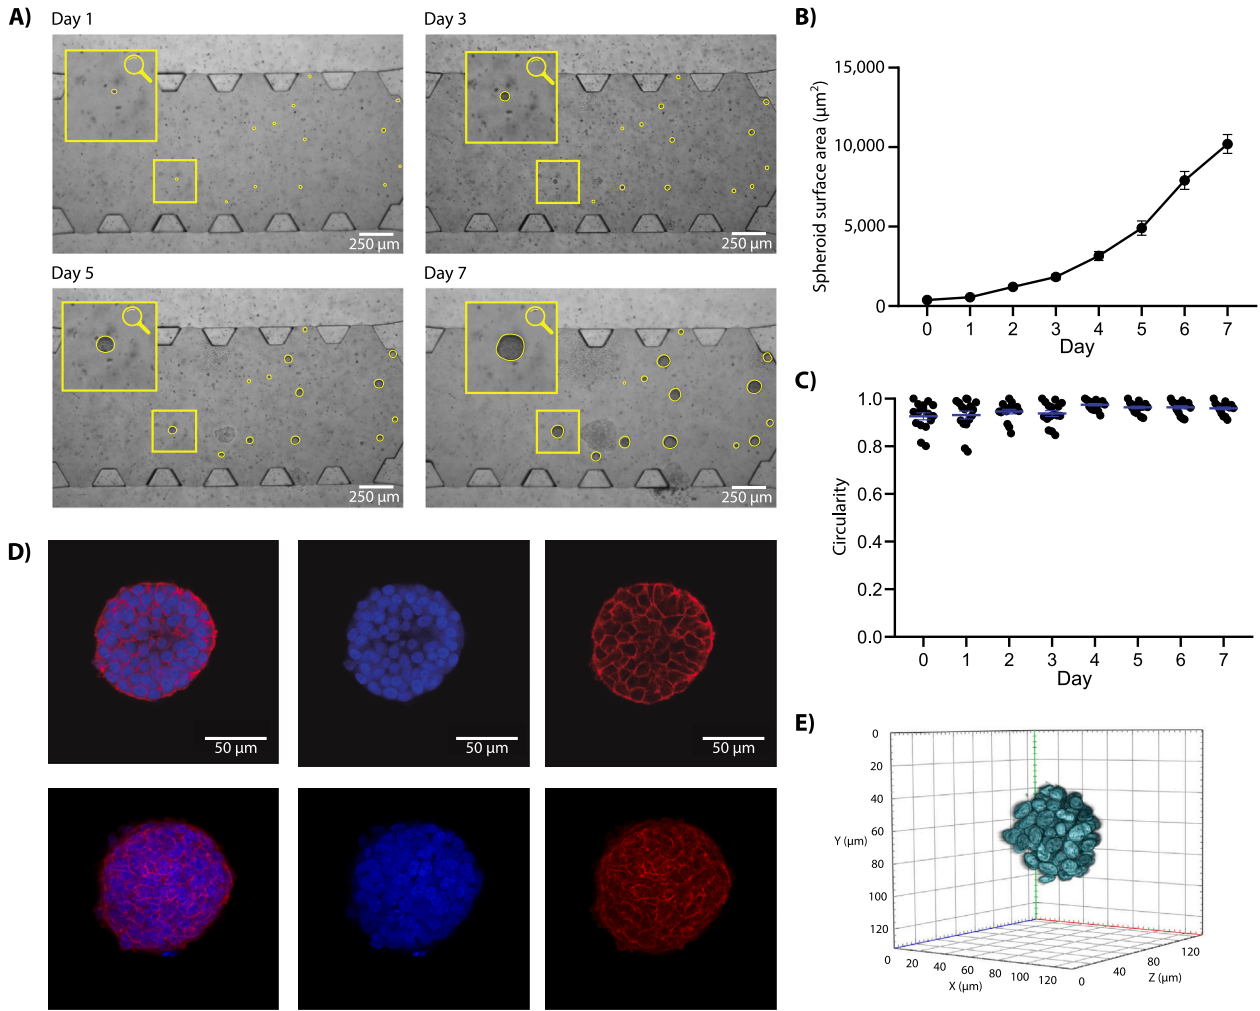 A)
Day 1
250 µm
Day 3
250 µm
Day 5
250 µm
Day 7
250 µm
B)
Spheroid surface area (µm²)
15,000
10,000
5,000
0
0 1 2 3 4 5 6 7
Day
C)
Circularity
1.0
0.8
0.6
0.4
0.2
0.0
0 1 2 3 4 5 6 7
Day
D)
50 µm
50 µm
50 µm
E)
0
20
40
60
80
100
120
Y (µm)
0 20 40 60 80 100 120
X (µm)
0 40 80 120
Z (µm)